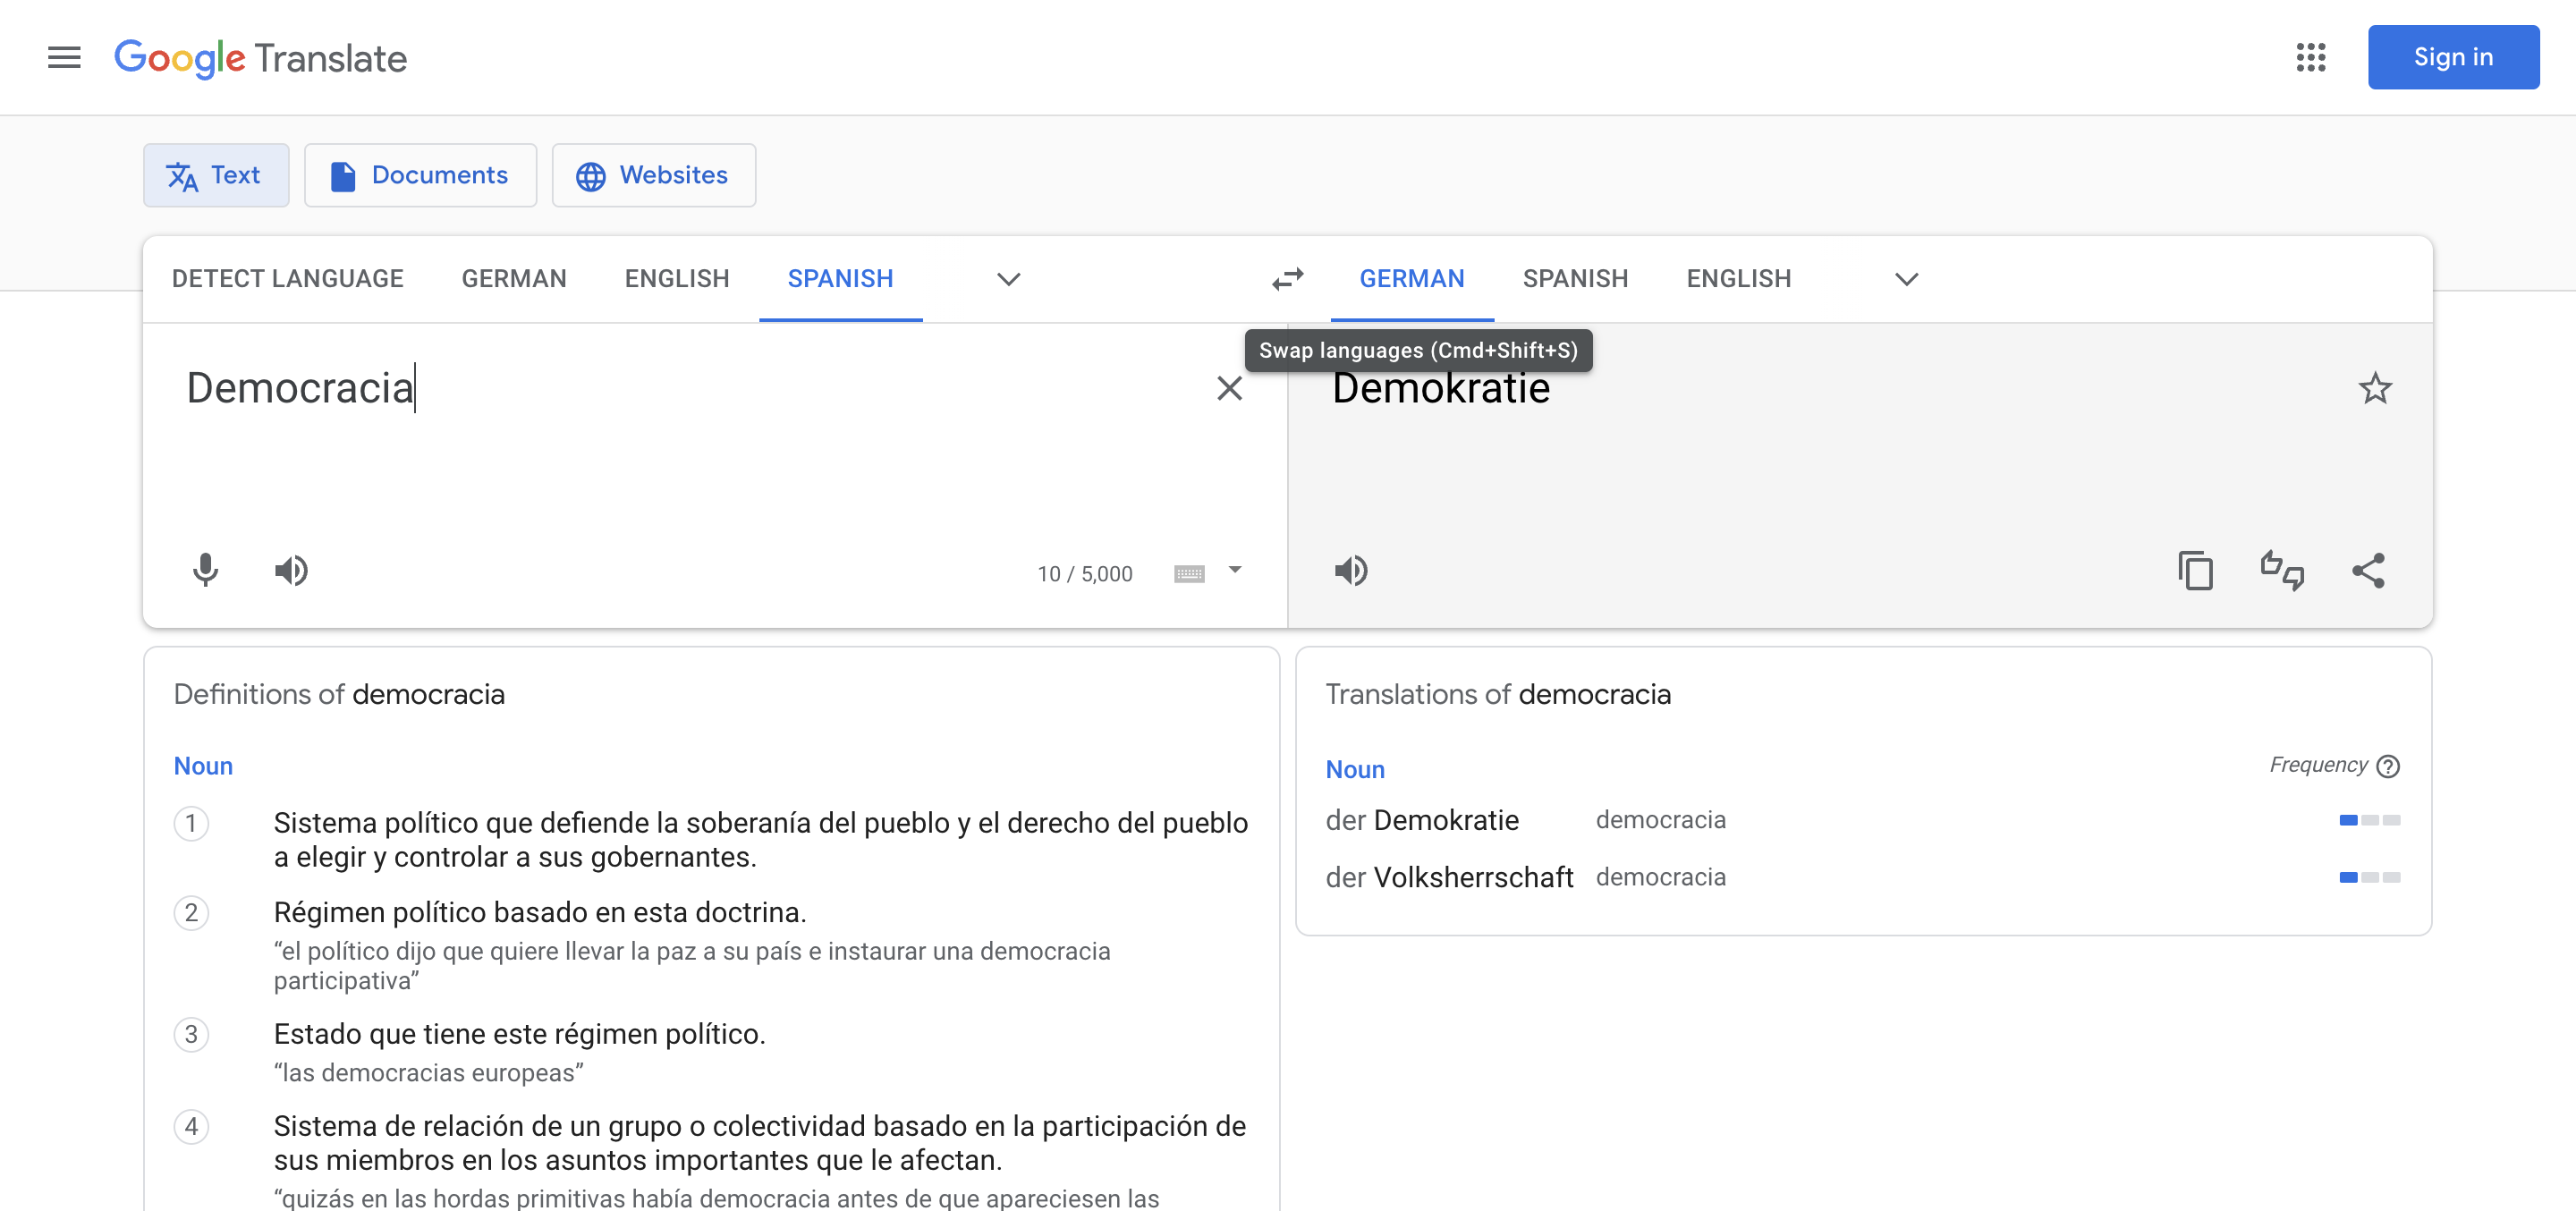 Google Translate
Sign in
Text
Documents
Websites
DETECT LANGUAGE
GERMAN
ENGLISH
SPANISH
GERMAN
SPANISH
ENGLISH
Swap languages (Cmd+Shift+S)
Democracia
Demokratie
10 / 5,000
Definitions of democracia
Noun
1
Sistema político que defiende la soberanía del pueblo y el derecho del pueblo
a elegir y controlar a sus gobernantes.
2
Régimen político basado en esta doctrina.
“el político dijo que quiere llevar la paz a su país e instaurar una democracia
participativa”
3
Estado que tiene este régimen político.
“las democracias europeas”
4
Sistema de relación de un grupo o colectividad basado en la participación de
sus miembros en los asuntos importantes que le afectan.
“quizás en las hordas primitivas había democracia antes de que apareciesen las
Translations of democracia
Noun
Frequency
der Demokratie democracia
der Volksherrschaft democracia